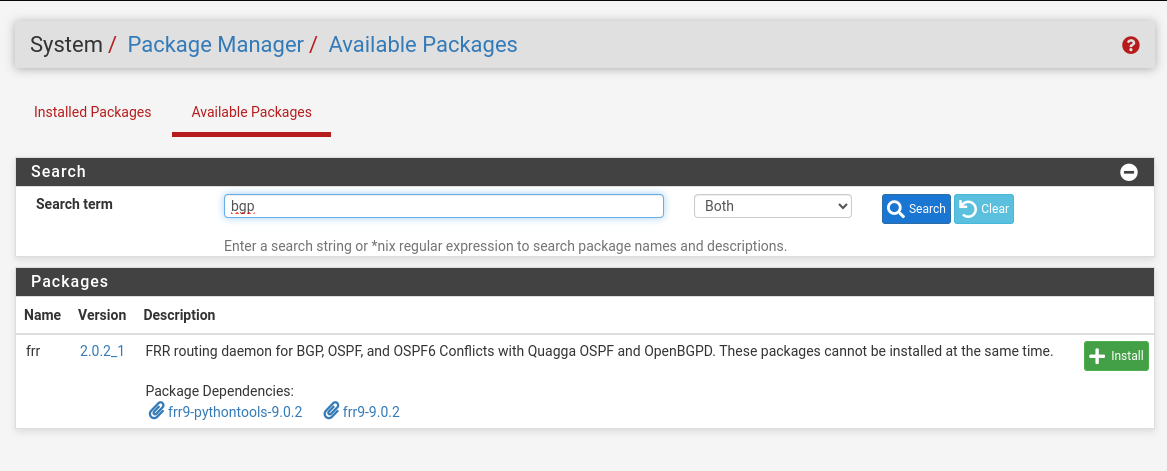 System / Package Manager / Available Packages
Installed Packages Available Packages
Search
Search term bgp Both Search Clear
Enter a search string or *nix regular expression to search package names and descriptions.
Packages
Name Version Description
frr 2.0.2_1 FRR routing daemon for BGP, OSPF, and OSPF6 Conflicts with Quagga OSPF and OpenBGPD. These packages cannot be installed at the same time. Install
Package Dependencies:
frr9-pythontools-9.0.2 frr9-9.0.2